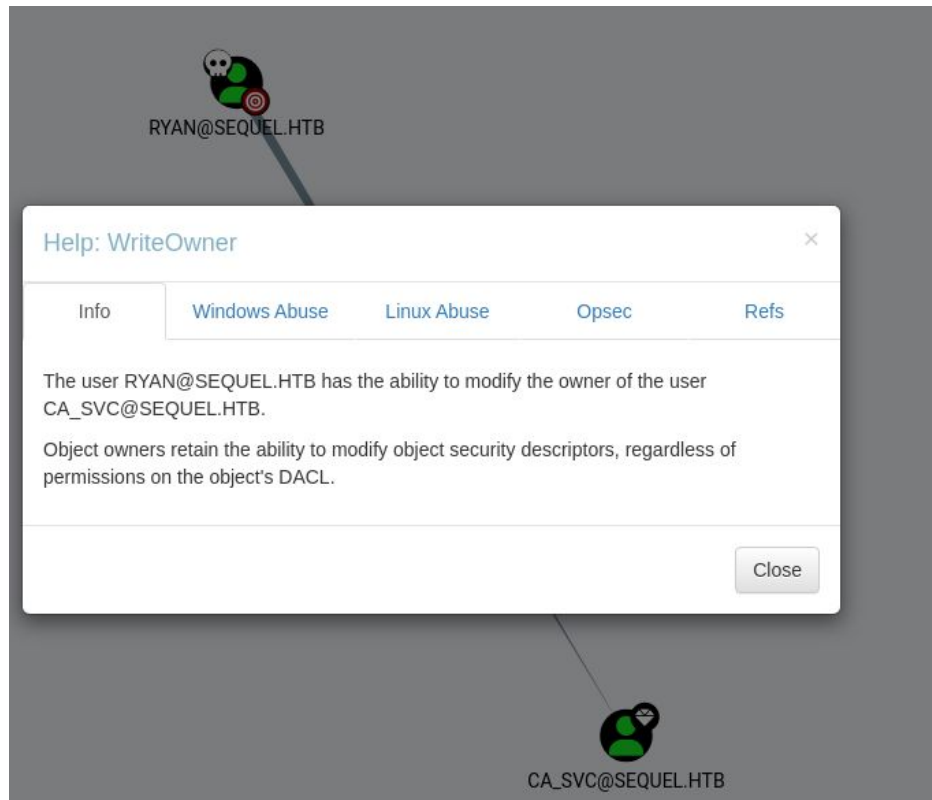 RYAN@SEQUEL.HTB
Help: WriteOwner
×
Info Windows Abuse Linux Abuse Opsec Refs
The user RYAN@SEQUEL.HTB has the ability to modify the owner of the user
CA_SVC@SEQUEL.HTB.
Object owners retain the ability to modify object security descriptors, regardless of
permissions on the object's DACL.
Close
CA_SVC@SEQUEL.HTB